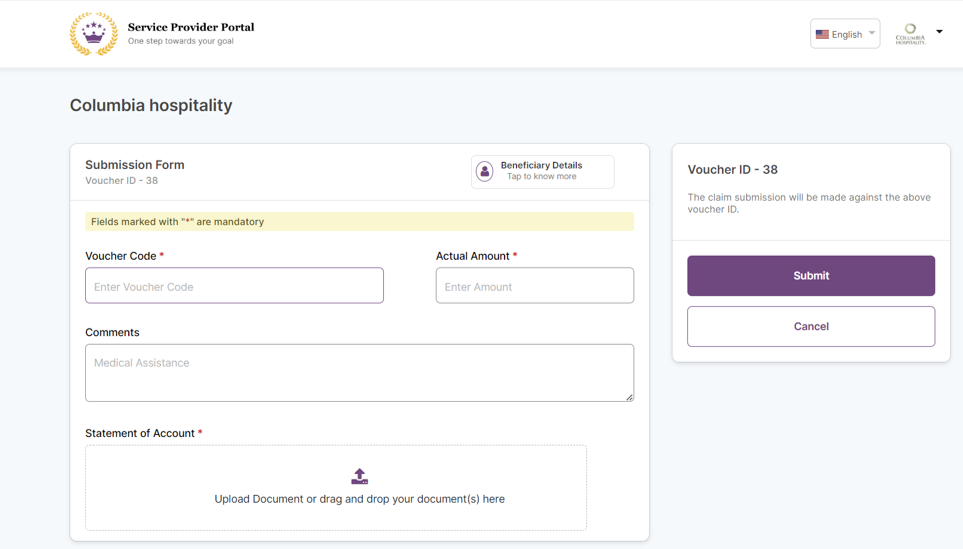 Service Provider Portal
One step towards your goal
English
COLUMBIA
HOSPITALITY.
Columbia hospitality
Submission Form
Voucher ID - 38
Beneficiary Details
Tap to know more
Fields marked with "*" are mandatory
Voucher Code *
Actual Amount *
Enter Voucher Code
Enter Amount
Comments
Medical Assistance
Statement of Account *
Upload Document or drag and drop your document(s) here
Voucher ID - 38
The claim submission will be made against the above
voucher ID.
Submit
Cancel